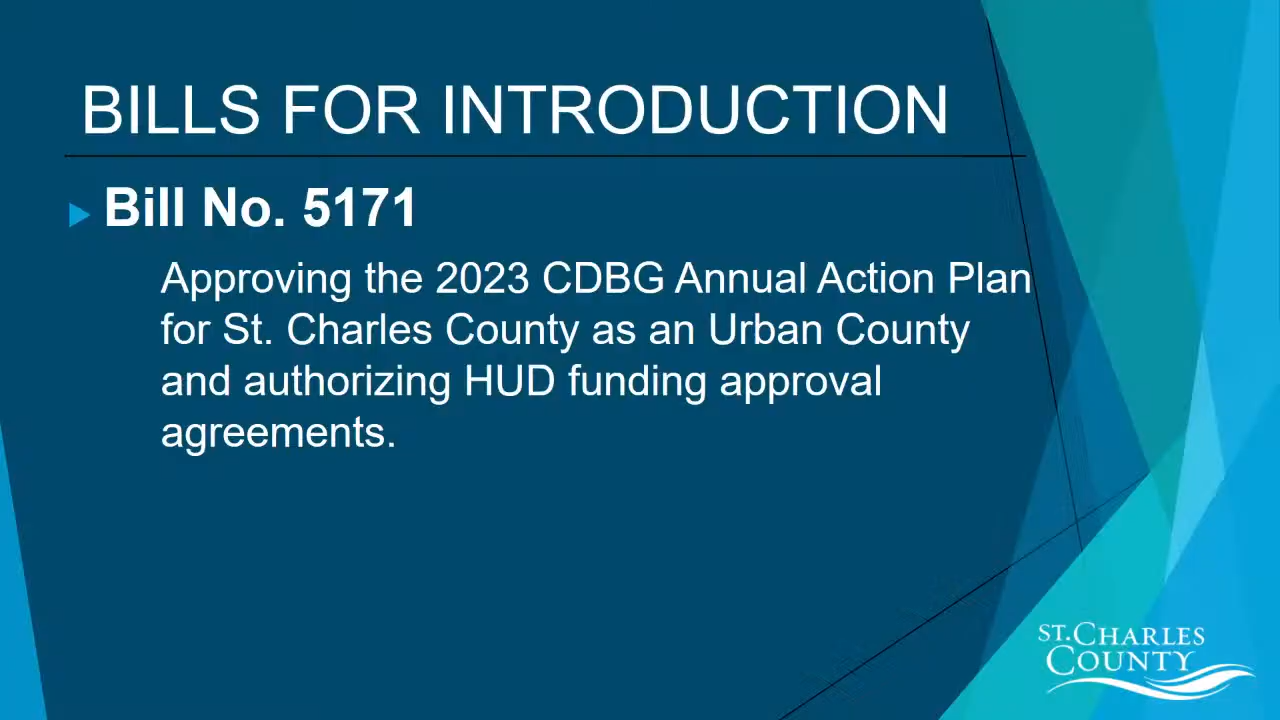 BILLS FOR INTRODUCTION
Bill No. 5171
Approving the 2023 CDBG Annual Action Plan
for St. Charles County as an Urban County
and authorizing HUD funding approval
agreements.
ST. CHARLES
COUNTY